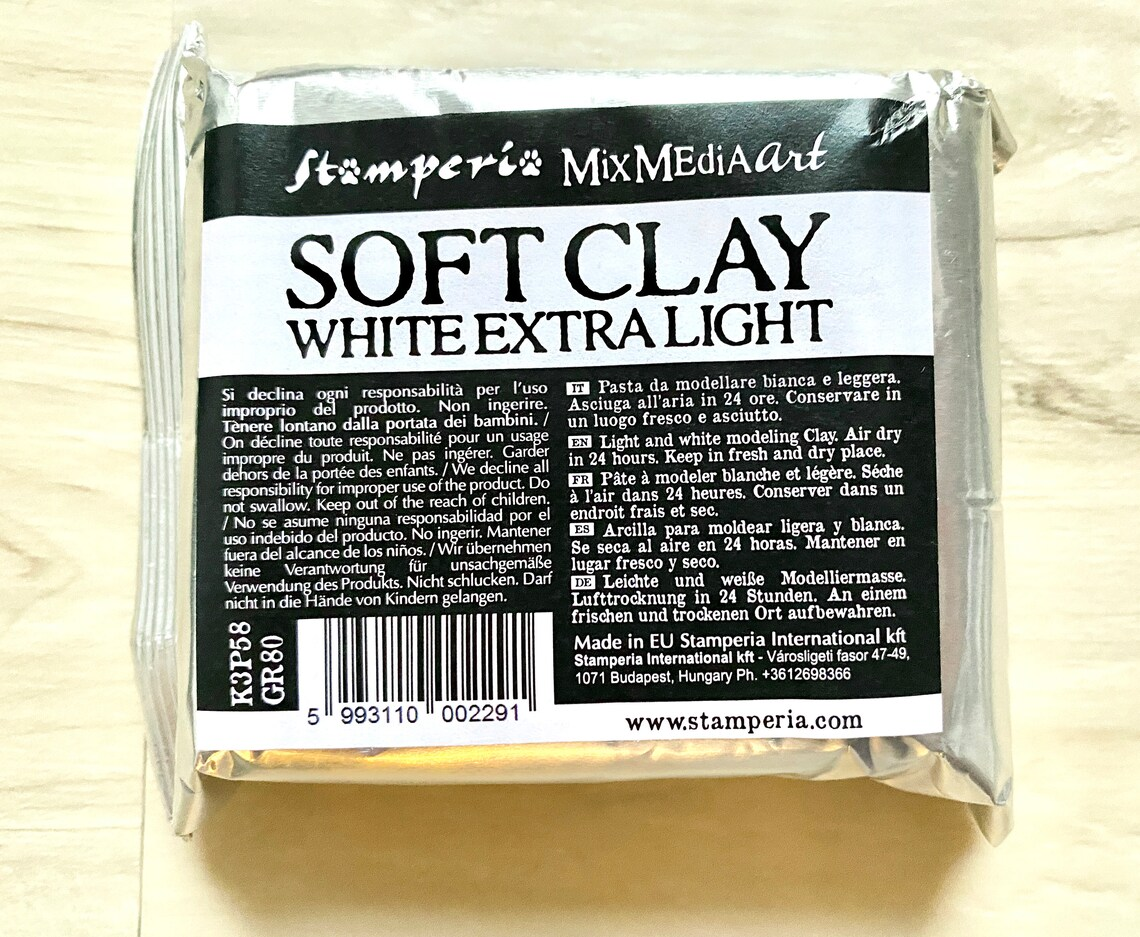 Stamperia MixMEdiAArt
SOFT CLAY
WHITE EXTRA LIGHT
Si declina ogni responsabilità per l'uso
improprio del prodotto. Non ingerire.
Tenere lontano dalla portata dei bambini. /
On décline toute responsabilité pour un usage
impropre du produit. Ne pas ingérer. Garder
dehors de la portée des enfants. / We decline all
responsibility for improper use of the product. Do
not swallow. Keep out of the reach of children.
/ No se asume ninguna responsabilidad por el
uso indebido del producto. No ingerir. Mantener
fuera del alcance de los niños. / Wir übernehmen
keine Verantwortung für unsachgemäße
Verwendung des Produkts. Nicht schlucken. Darf
nicht in die Hände von Kindern gelangen.
K3P58
GR80
5 993110 002291
IT Pasta da modellare bianca e leggera.
Asciuga all'aria in 24 ore. Conservare in
un luogo fresco e asciutto.
EN Light and white modeling Clay. Air dry
in 24 hours. Keep in fresh and dry place.
FR Pâte à modeler blanche et légère. Séche
à l'air dans 24 heures. Conserver dans un
endroit frais et sec.
ES Arcilla para moldear ligera y blanca.
Se seca al aire en 24 horas. Mantener en
lugar fresco y seco.
DE Leichte und weiße Modelliermasse.
Lufttrocknung in 24 Stunden. An einem
frischen und trockenen Ort aufbewahren.
Made in EU Stamperia International kft
Stamperia International kft - Városligeti fasor 47-49,
1071 Budapest, Hungary Ph. +3612698366
www.stamperia.com